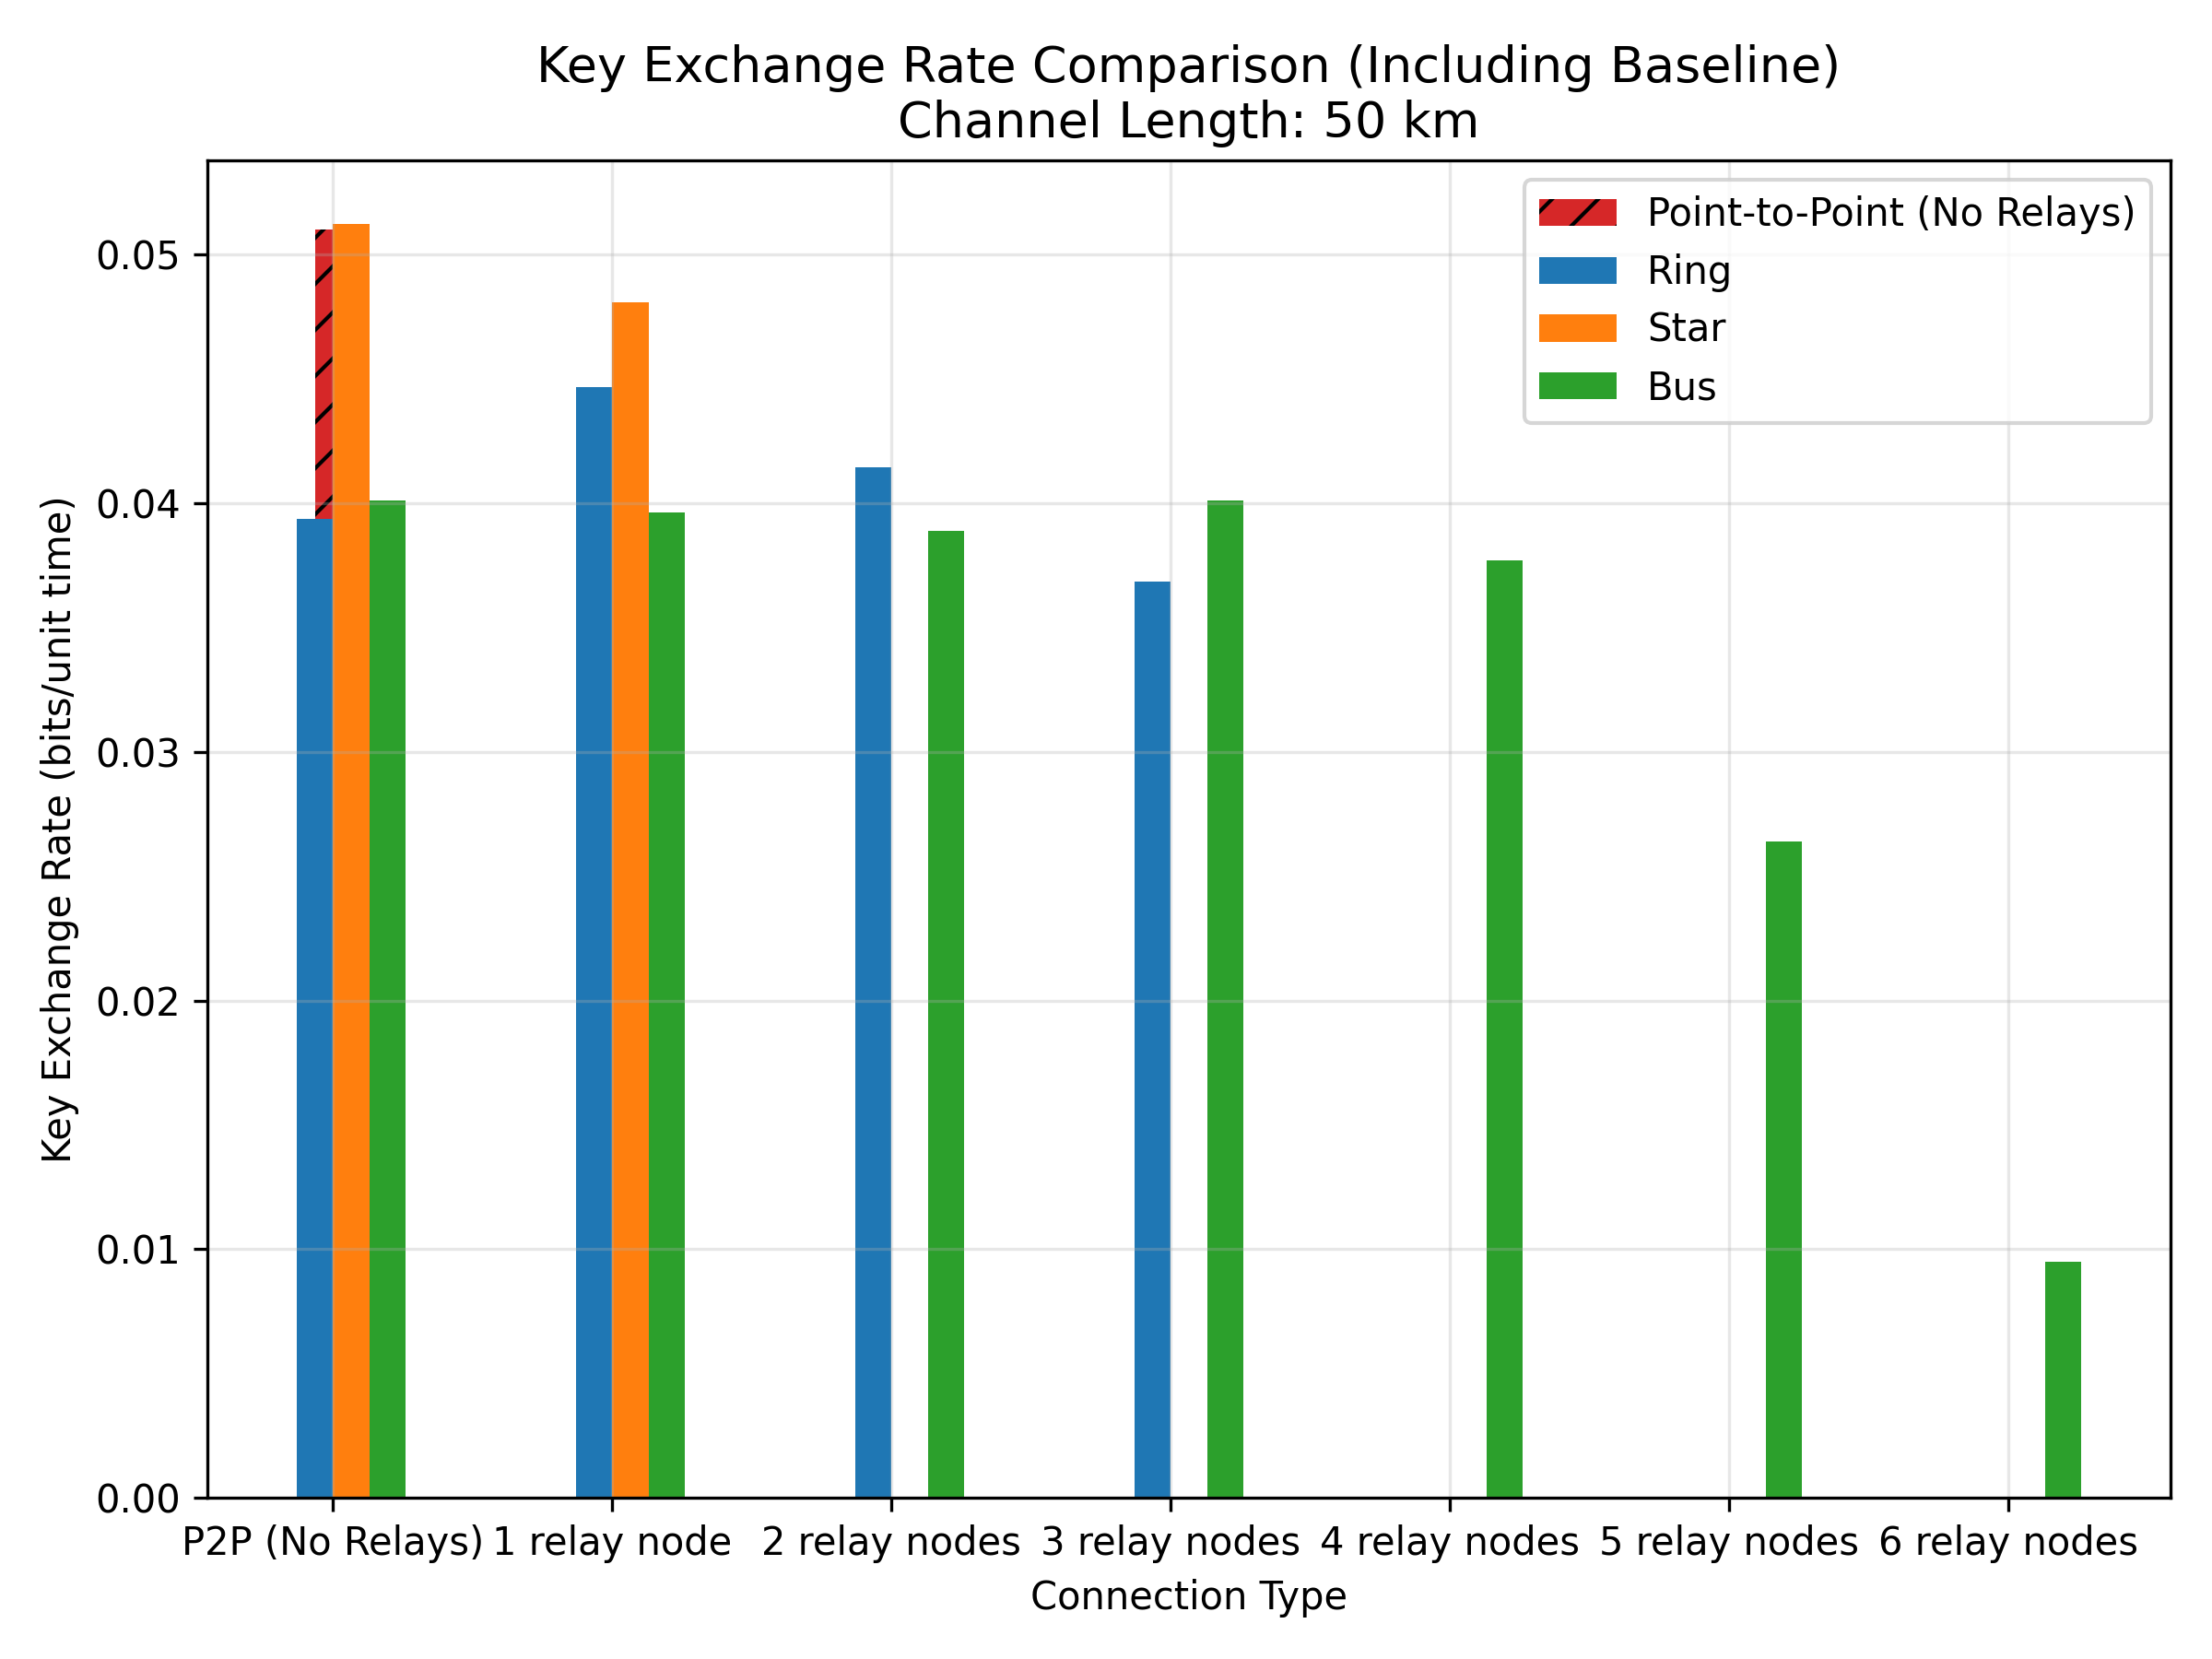 Key Exchange Rate Comparison (Including Baseline)
Channel Length: 50 km
Point-to-Point (No Relays)
Ring
Star
Bus
Key Exchange Rate (bits/unit time)
0.05
0.04
0.03
0.02
0.01
0.00
P2P (No Relays)
1 relay node
2 relay nodes
3 relay nodes
4 relay nodes
5 relay nodes
6 relay nodes
Connection Type